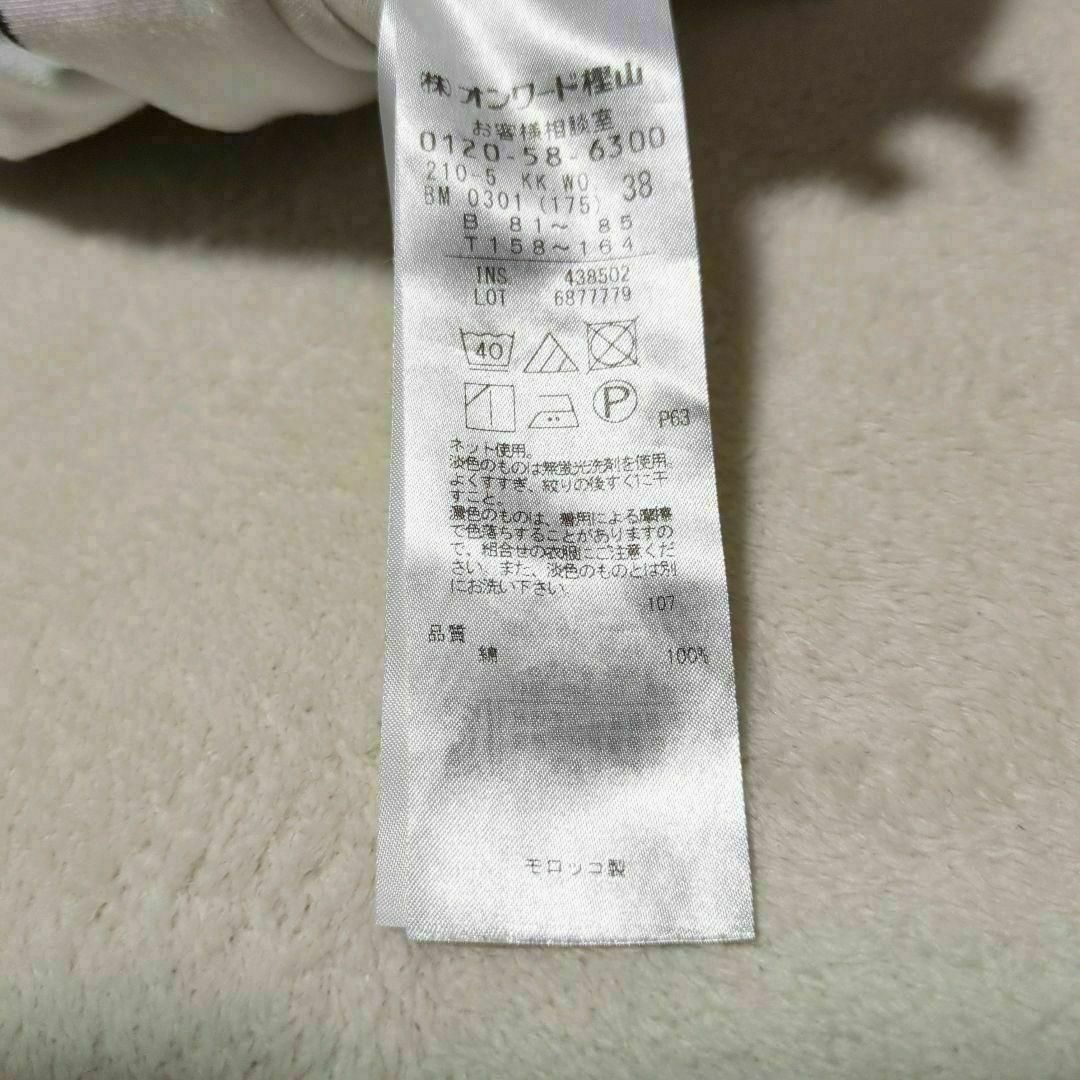 ㈱オンワード樫山
お客様相談室
0120-58-6300
210-5 KK WO 38
BM 0301 (175)
B 81～ 85
T158～164
INS 438502
LOT 6877779
40
P
P63
ネット使用。
淡色のものは無蛍光洗剤を使用。
よくすすぎ、絞りの後すぐに干
すこと。
濃色のものは、着用による摩擦
で色落ちすることがありますの
で、組合せの衣服にご注意くだ
さい。また、淡色のものとは別
にお洗い下さい。
107
品質
綿 100%
モロッコ製